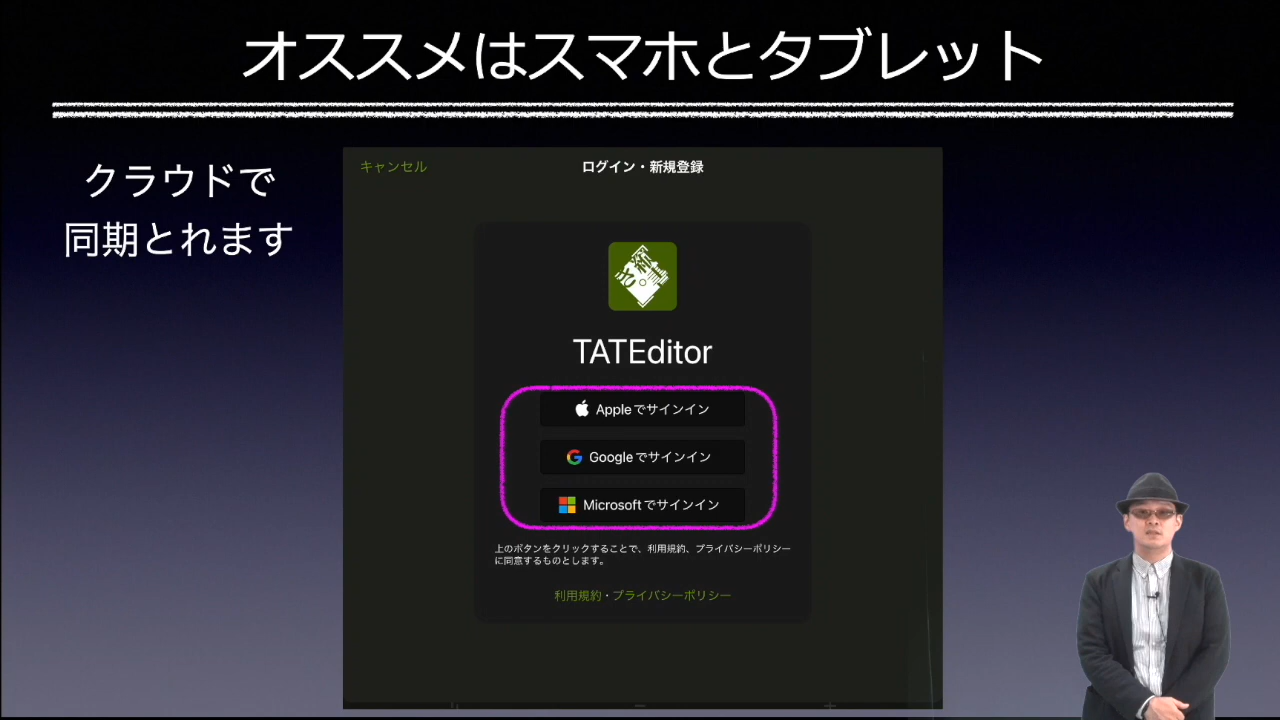 オススメはスマホとタブレット
クラウドで
同期とれます
キャンセル
ログイン・新規登録
TATEditor
Appleでサインイン
Googleでサインイン
Microsoftでサインイン
上のボタンをクリックすることで、利用規約、プライバシーポリシー
に同意するものとします。
利用規約・プライバシーポリシー